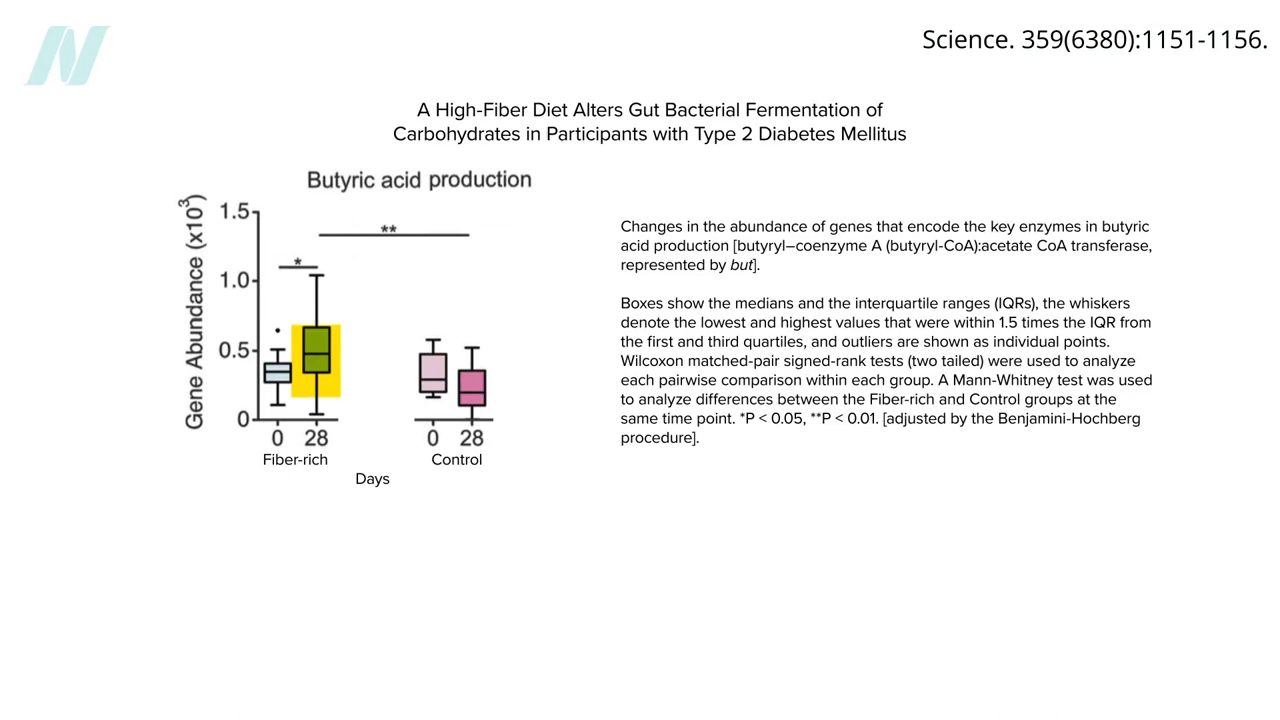 Science. 359(6380):1151-1156.
A High-Fiber Diet Alters Gut Bacterial Fermentation of
Carbohydrates in Participants with Type 2 Diabetes Mellitus
Butyric acid production
Gene Abundance (x10³)
1.5
1.0
0.5
0
*
**
0 28 0 28
Fiber-rich Control
Days
Changes in the abundance of genes that encode the key enzymes in butyric
acid production [butyryl–coenzyme A (butyryl-CoA):acetate CoA transferase,
represented by but].
Boxes show the medians and the interquartile ranges (IQRs), the whiskers
denote the lowest and highest values that were within 1.5 times the IQR from
the first and third quartiles, and outliers are shown as individual points.
Wilcoxon matched-pair signed-rank tests (two tailed) were used to analyze
each pairwise comparison within each group. A Mann-Whitney test was used
to analyze differences between the Fiber-rich and Control groups at the
same time point. *P < 0.05, **P < 0.01. [adjusted by the Benjamini-Hochberg
procedure].